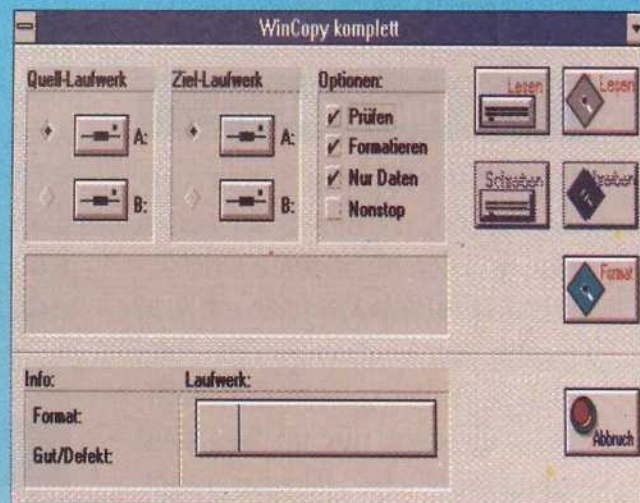 WinCopy komplett
Quell-Laufwerk
A:
B:
Ziel-Laufwerk
A:
B:
Optionen:
Prüfen
Formatieren
Nur Daten
Nonstop
Lesen
Lesen
Schreiben
Format
Info:
Laufwerk:
Format:
Gut/Defekt:
Abbruch